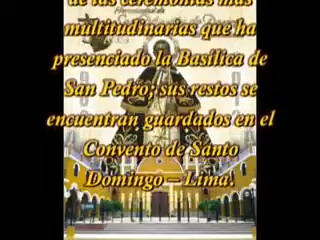 de las ceremonias más
multitudinarias que ha
presenciado la Basílica de
San Pedro; sus restos se
encuentran guardados en el
Convento de Santo
Domingo – Lima.